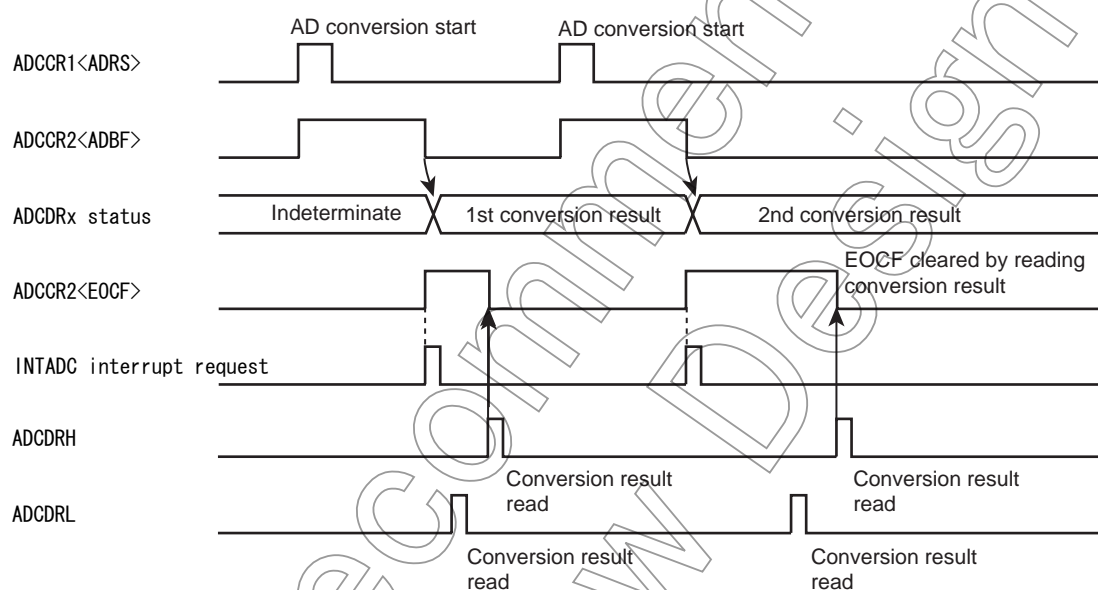 AD conversion start
AD conversion start
ADCCR1<ADRS>
ADCCR2<ADBF>
ADCDRx status
Indeterminate
1st conversion result
2nd conversion result
EOCF cleared by reading
conversion result
ADCCR2<EOCF>
INTADC interrupt request
ADCDRH
Conversion result
read
Conversion result
read
ADCDRL
Conversion result
read
Conversion result
read